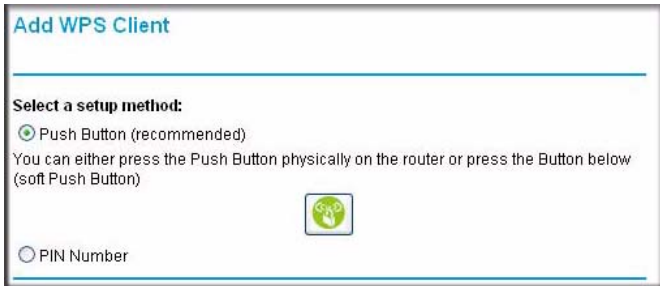 Add WPS Client
Select a setup method:
Push Button (recommended)
You can either press the Push Button physically on the router or press the Button below
(soft Push Button)
PIN Number